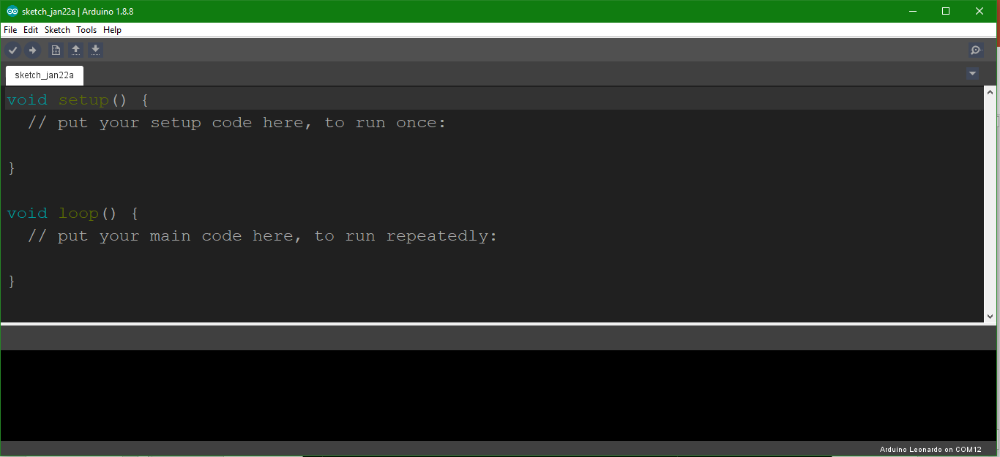 sketch_jan22a | Arduino 1.8.8
File Edit Sketch Tools Help
sketch_jan22a
void setup() {
  // put your setup code here, to run once:
}
void loop() {
  // put your main code here, to run repeatedly:
}
Arduino Leonardo on COM12